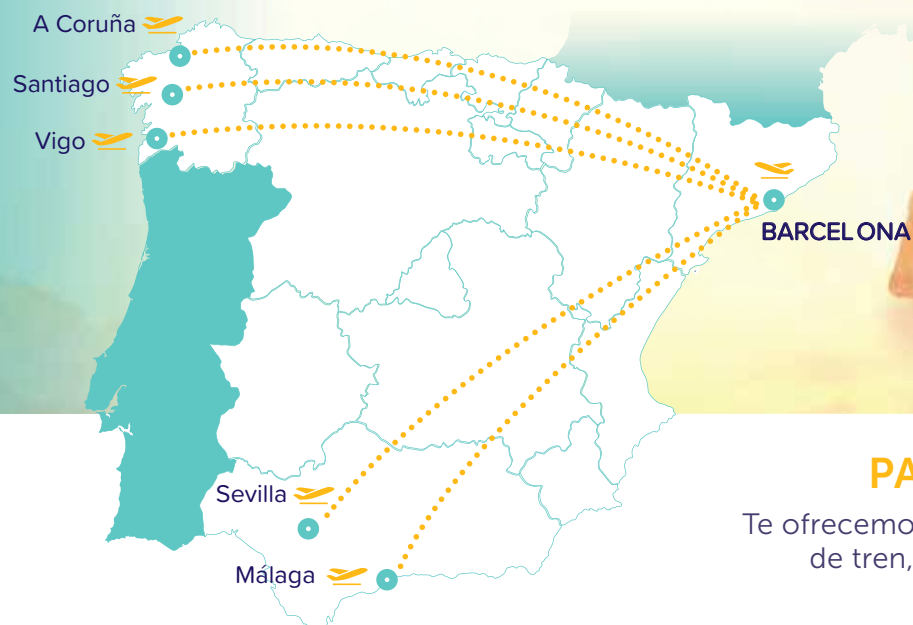 A Coruña
Santiago
Vigo
BARCELONA
Sevilla
Málaga
PA
Te ofrecemo
de tren,